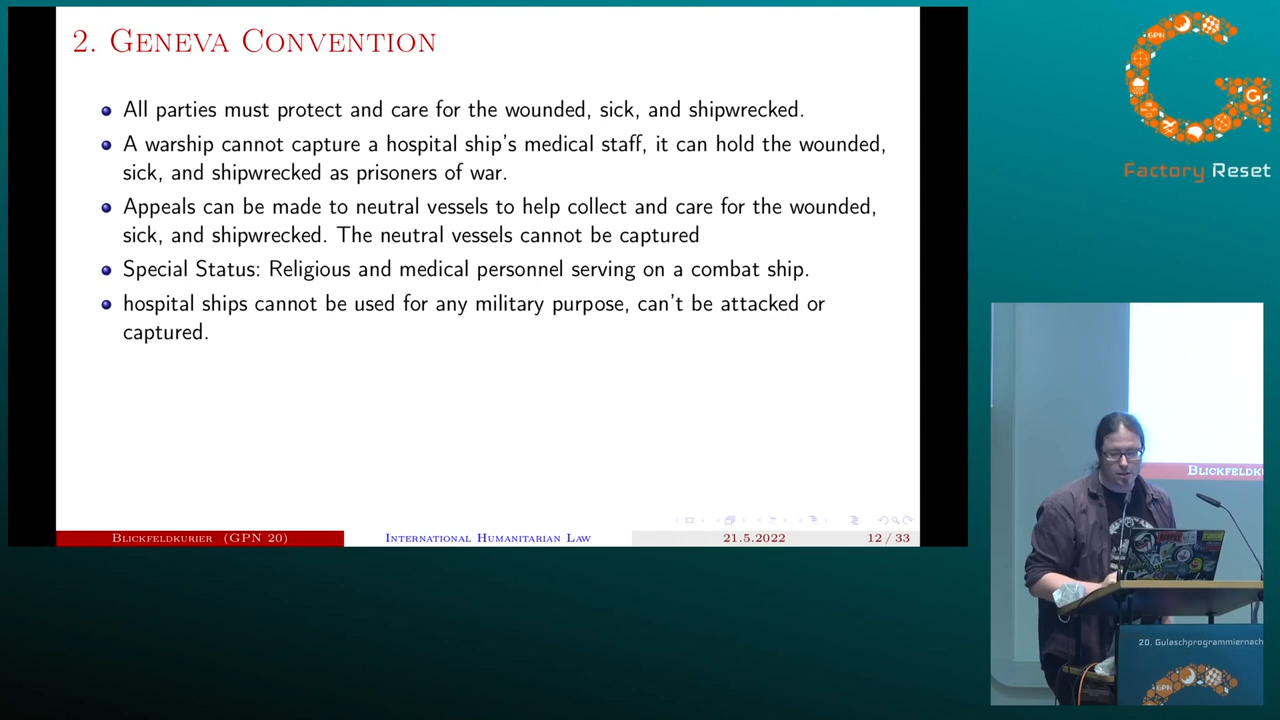 2. Geneva Convention
All parties must protect and care for the wounded, sick, and shipwrecked.
A warship cannot capture a hospital ship's medical staff, it can hold the wounded,
sick, and shipwrecked as prisoners of war.
Appeals can be made to neutral vessels to help collect and care for the wounded,
sick, and shipwrecked. The neutral vessels cannot be captured
Special Status: Religious and medical personnel serving on a combat ship.
hospital ships cannot be used for any military purpose, can't be attacked or
captured.
Blickfeldkurier (GPN 20)
International Humanitarian Law
21.5.2022
12 / 33
GPN
G
Factory Reset
Blickfeldku
20. Gulaschprogrammiernach
GPN